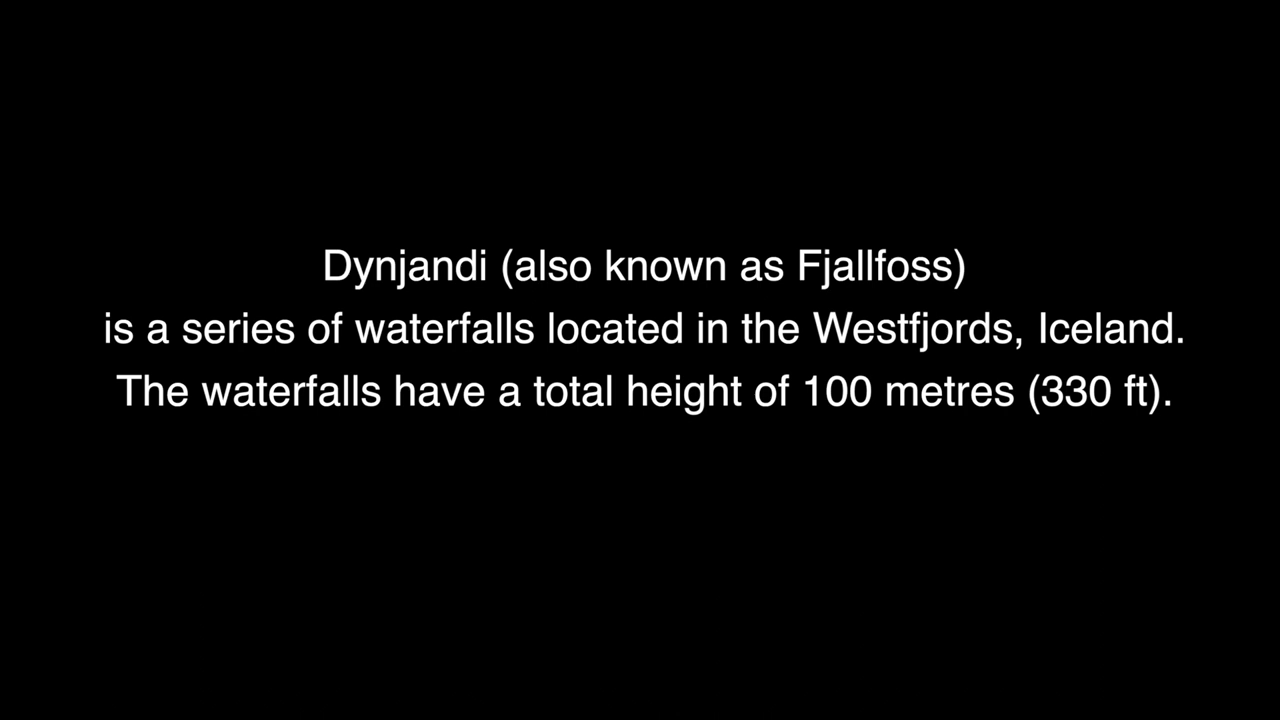 Dynjandi (also known as Fjallfoss)
is a series of waterfalls located in the Westfjords, Iceland.
The waterfalls have a total height of 100 metres (330 ft).